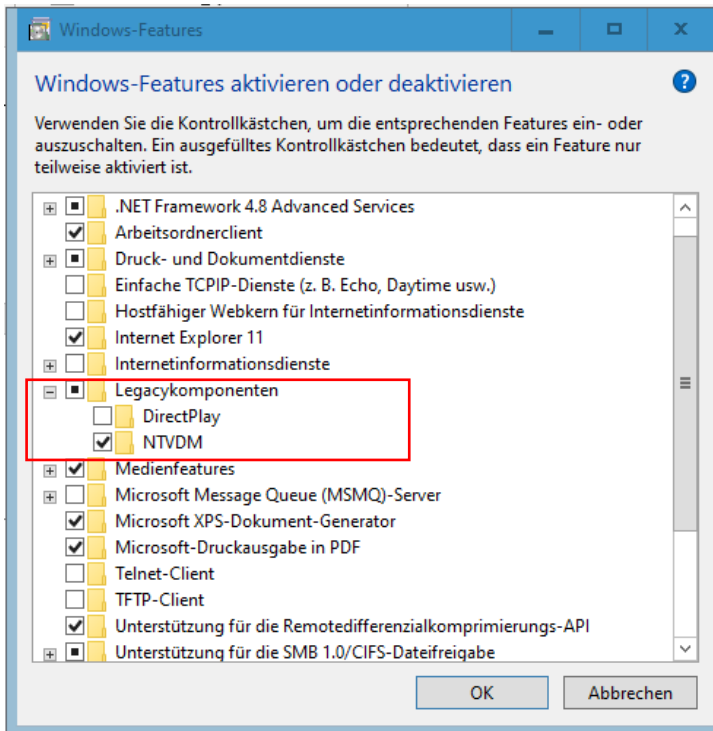 Windows-Features
Windows-Features aktivieren oder deaktivieren
?
Verwenden Sie die Kontrollkästchen, um die entsprechenden Features ein- oder
auszuschalten. Ein ausgefülltes Kontrollkästchen bedeutet, dass ein Feature nur
teilweise aktiviert ist.
.NET Framework 4.8 Advanced Services
Arbeitsordnerclient
Druck- und Dokumentdienste
Einfache TCPIP-Dienste (z. B. Echo, Daytime usw.)
Hostfähiger Webkern für Internetinformationsdienste
Internet Explorer 11
Internetinformationsdienste
Legacykomponenten
DirectPlay
NTVDM
Medienfeatures
Microsoft Message Queue (MSMQ)-Server
Microsoft XPS-Dokument-Generator
Microsoft-Druckausgabe in PDF
Telnet-Client
TFTP-Client
Unterstützung für die Remotedifferenzialkomprimierungs-API
Unterstützung für die SMB 1.0/CIFS-Dateifreigabe
OK Abbrechen